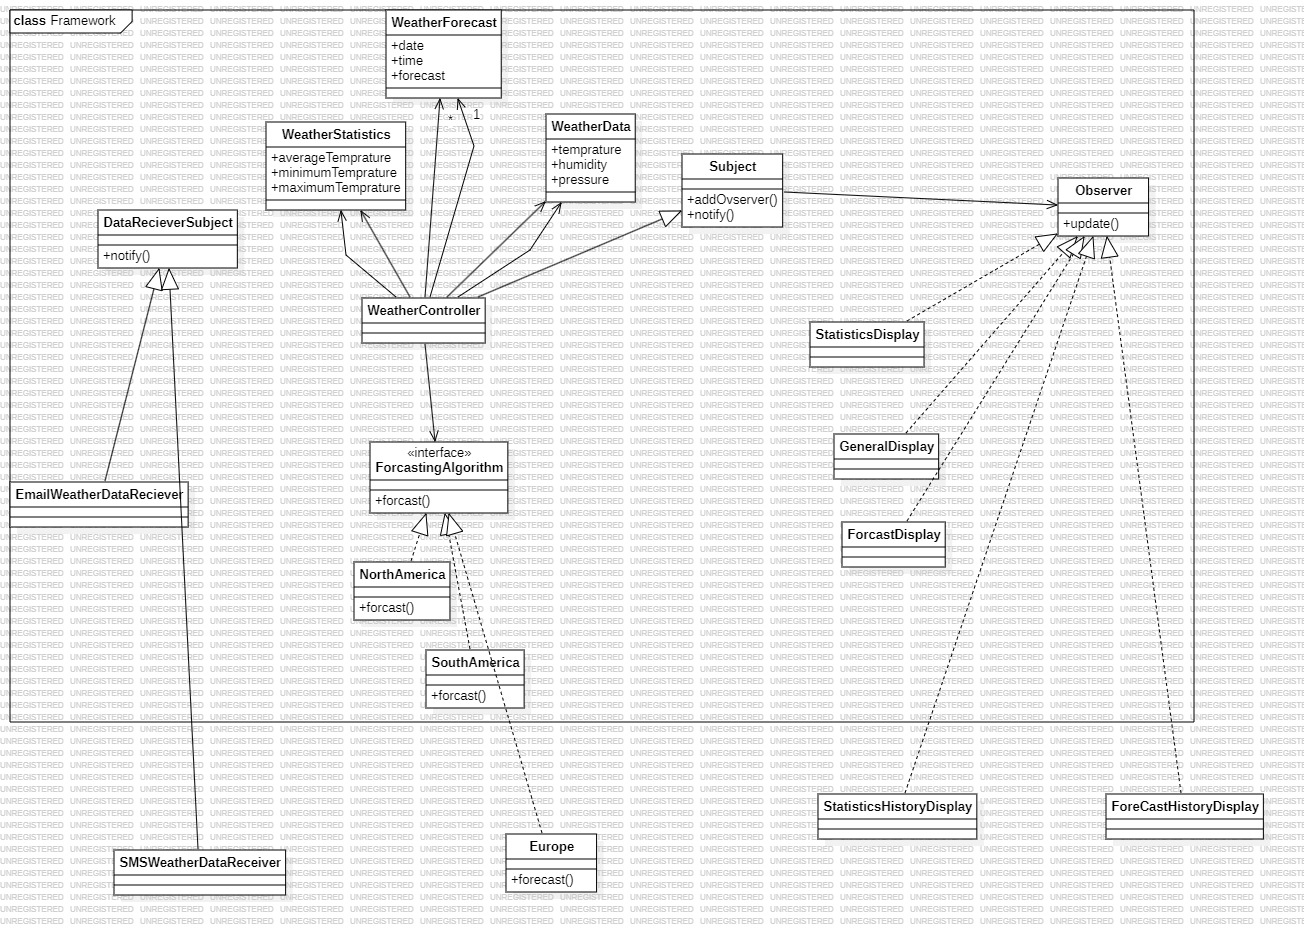 class Framework
WeatherForecast
+date
+time
+forecast
*
1
WeatherStatistics
+averageTemprature
+minimumTemprature
+maximumTemprature
WeatherData
+temprature
+humidity
+pressure
Subject
+addOvserver()
+notify()
Observer
+update()
DataRecieverSubject
+notify()
WeatherController
StatisticsDisplay
«interface»
ForcastingAlgorithm
+forcast()
GeneralDisplay
EmailWeatherDataReciever
ForcastDisplay
NorthAmerica
+forcast()
SouthAmerica
+forcast()
StatisticsHistoryDisplay
ForeCastHistoryDisplay
SMSWeatherDataReceiver
Europe
+forecast()
UNREGISTERED